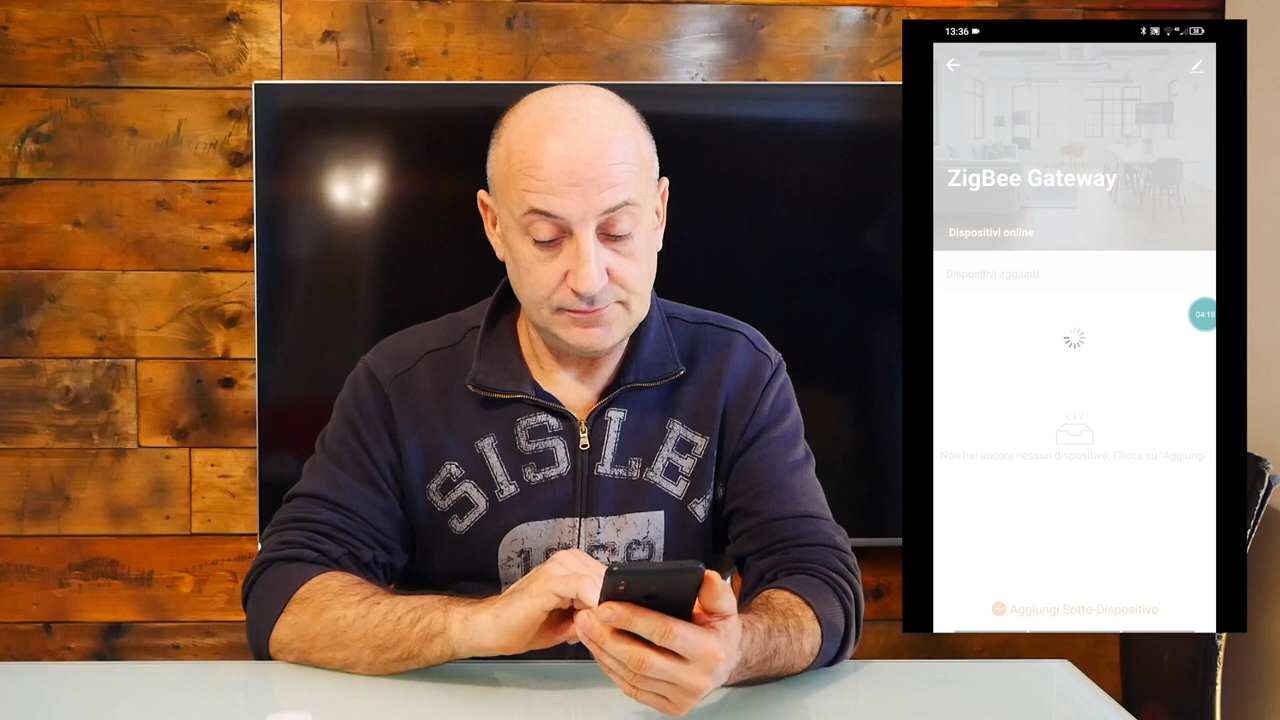 13:36
ZigBee Gateway
Dispositivi online
Dispositivi aggiunti
04:18
Non hai ancora nessun dispositivo. Clicca su "Aggiungi"
Aggiungi Sotto-Dispositivo
SISLEY
1968